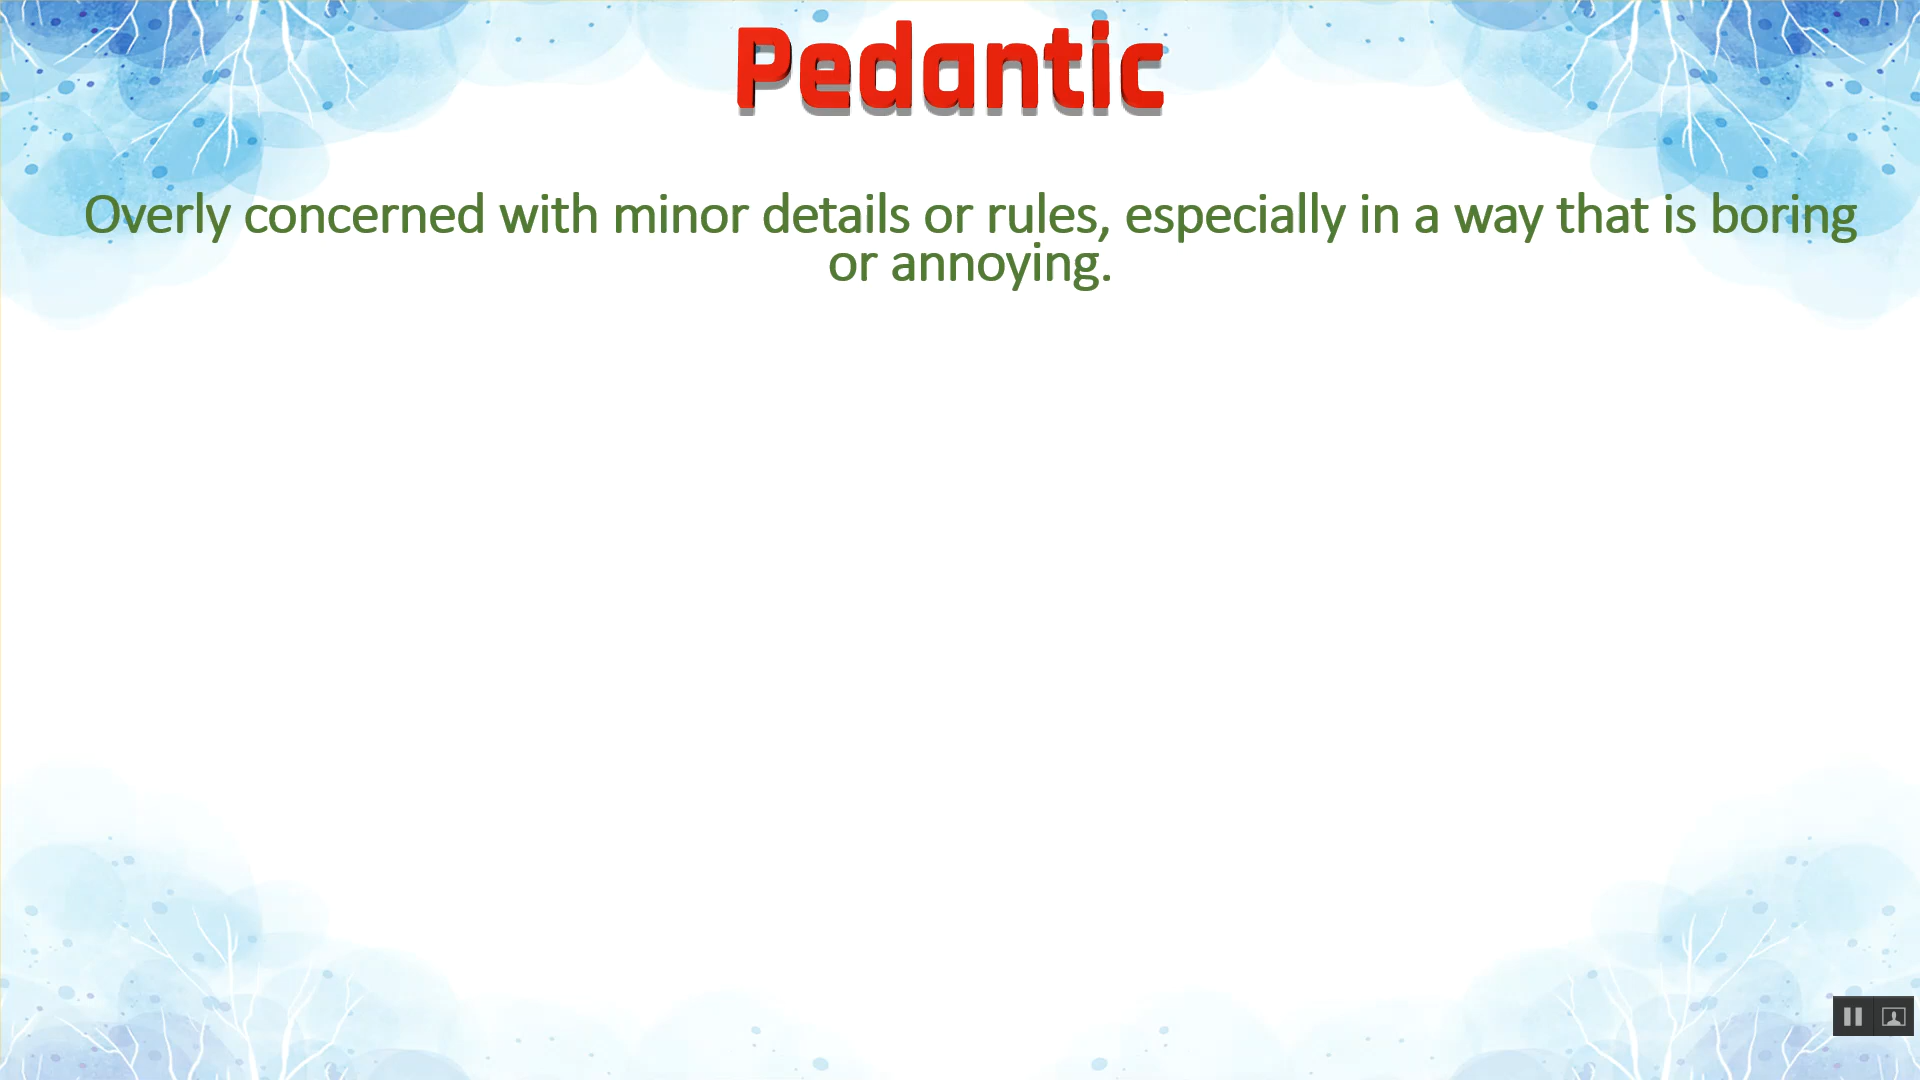 Pedantic
Overly concerned with minor details or rules, especially in a way that is boring
or annoying.